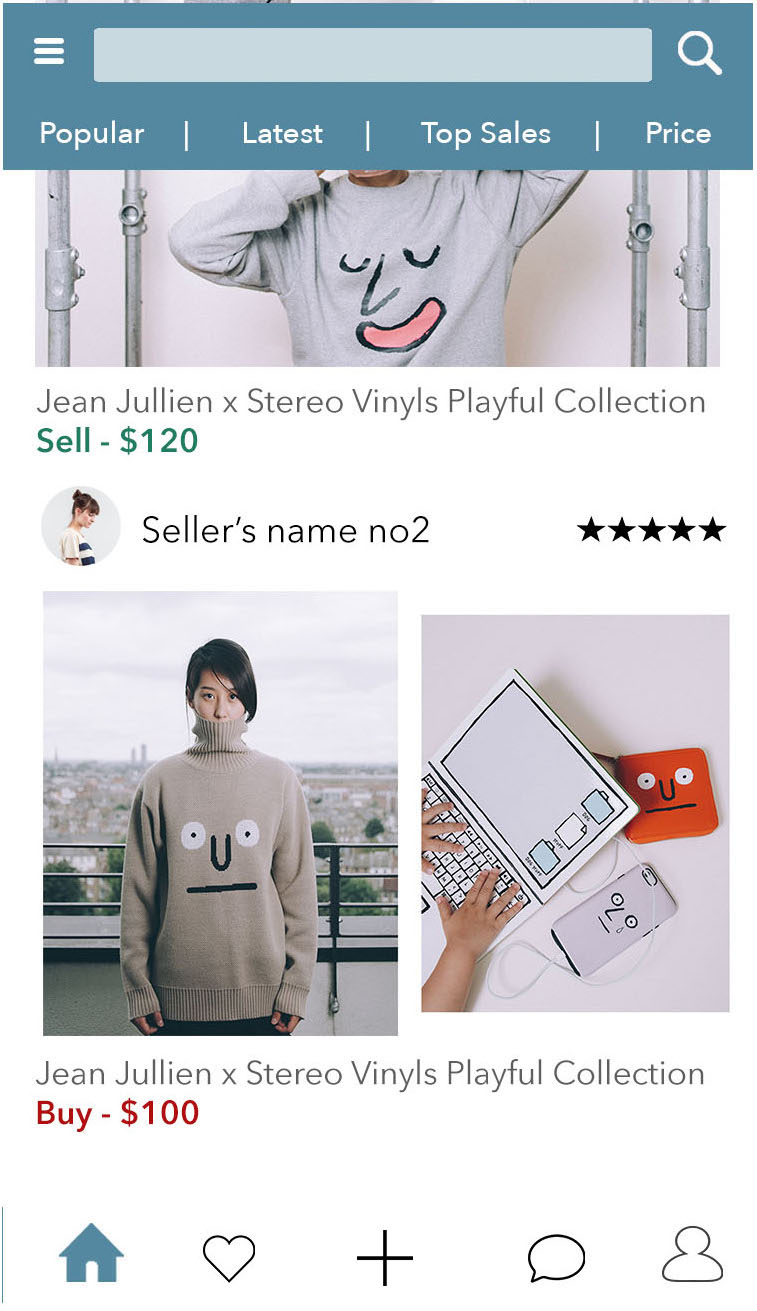 Popular | Latest | Top Sales | Price
Jean Jullien x Stereo Vinyls Playful Collection
Sell - $120
Seller’s name no2
★★★★★
Jean Jullien x Stereo Vinyls Playful Collection
Buy - $100